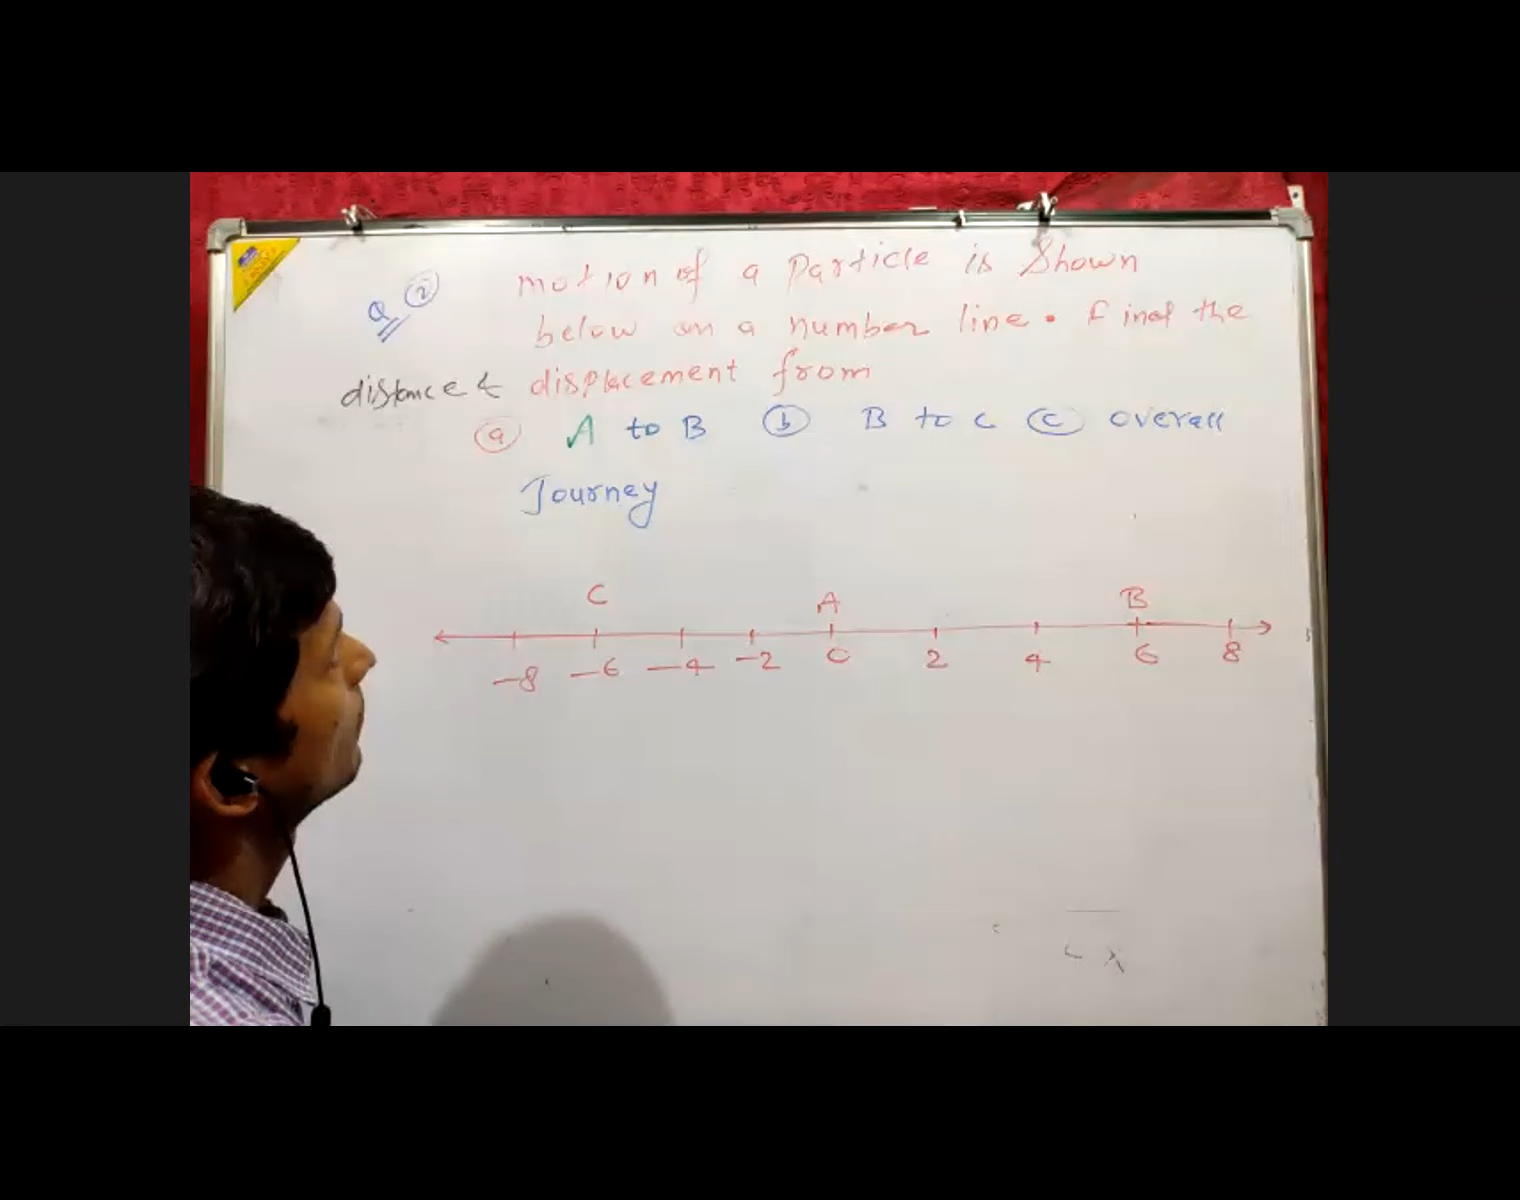 Q 2 motion of a particle is shown
below on a number line. find the
distance & displacement from
a A to B b B to C c overall
Journey
C A B
-8 -6 -4 -2 0 2 4 6 8